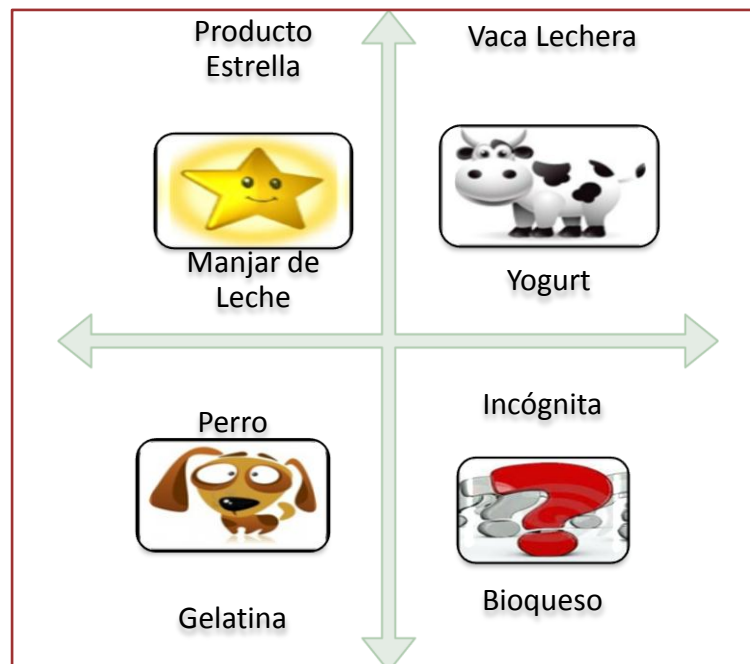 Producto
Estrella
Vaca Lechera
Manjar de
Leche
Yogurt
Perro
Incógnita
Gelatina
Bioqueso